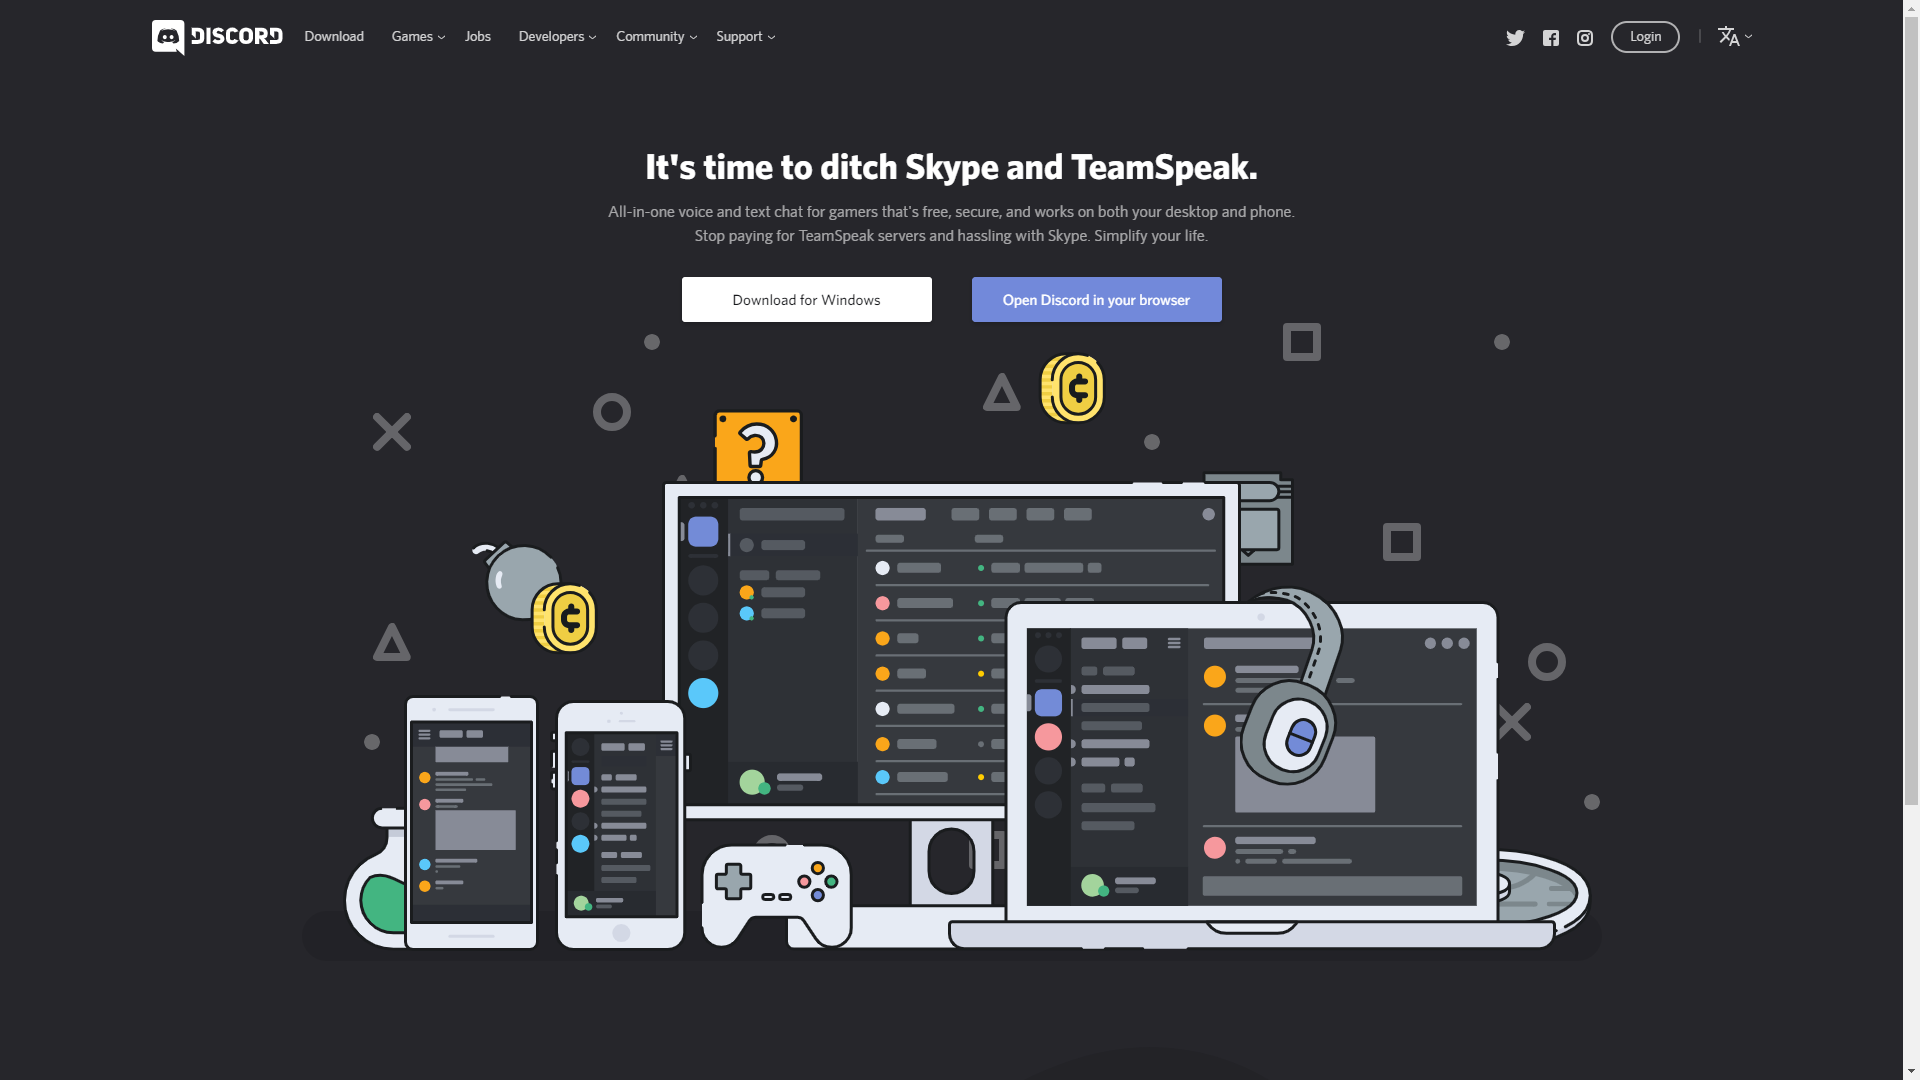 DISCORD Download Games Jobs Developers Community Support Login
It's time to ditch Skype and TeamSpeak.
All-in-one voice and text chat for gamers that's free, secure, and works on both your desktop and phone.
Stop paying for TeamSpeak servers and hassling with Skype. Simplify your life.
Download for Windows Open Discord in your browser